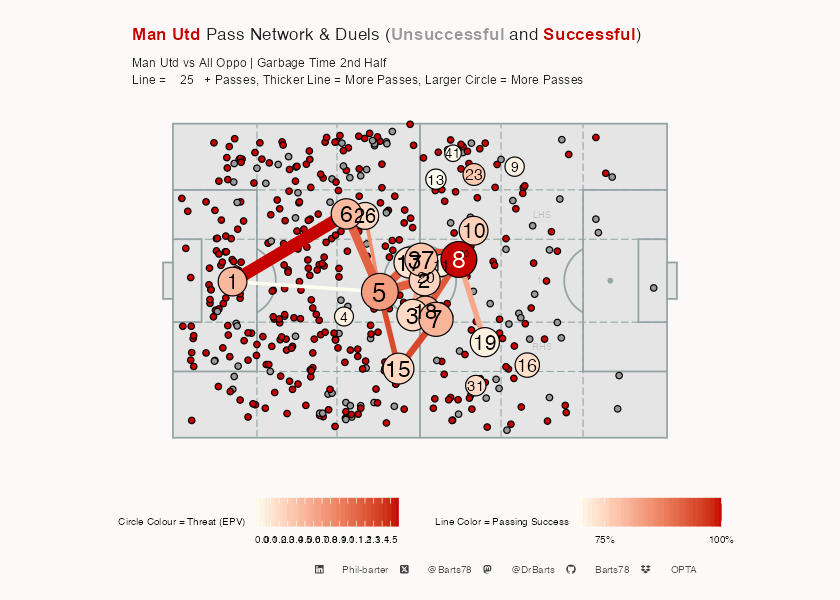 Man Utd Pass Network & Duels (Unsuccessful and Successful)
Man Utd vs All Oppo | Garbage Time 2nd Half
Line = 25 + Passes, Thicker Line = More Passes, Larger Circle = More Passes
41
9
13
23
LHS
6
26
10
37
8
1
2
5
4
3
18
7
19
RHS
15
16
31
Circle Colour = Threat (EPV)
Line Color = Passing Success
75%
100%
Phil-barter
@Barts78
@DrBarts
Barts78
OPTA